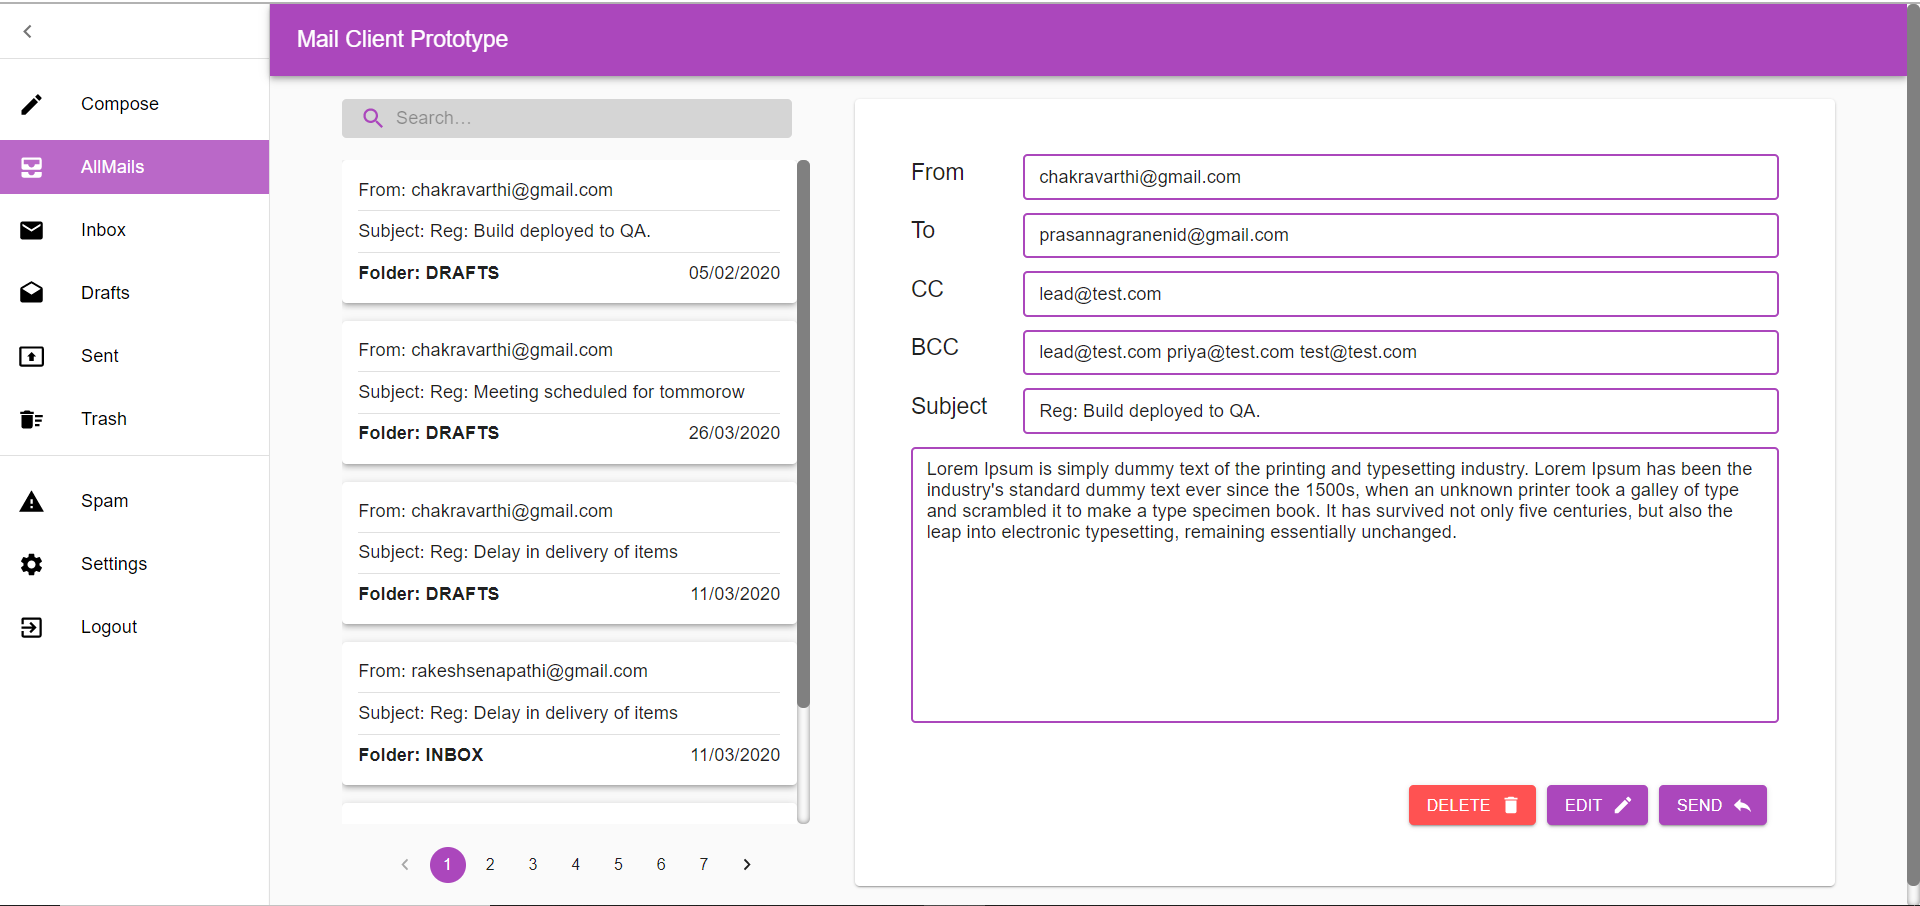 Mail Client Prototype
Compose
AllMails
Inbox
Drafts
Sent
Trash
Spam
Settings
Logout
Search...
From: chakravarthi@gmail.com
Subject: Reg: Build deployed to QA.
Folder: DRAFTS 05/02/2020
From: chakravarthi@gmail.com
Subject: Reg: Meeting scheduled for tommorow
Folder: DRAFTS 26/03/2020
From: chakravarthi@gmail.com
Subject: Reg: Delay in delivery of items
Folder: DRAFTS 11/03/2020
From: rakeshsenapathi@gmail.com
Subject: Reg: Delay in delivery of items
Folder: INBOX 11/03/2020
1 2 3 4 5 6 7
From chakravarthi@gmail.com
To prasannagranenid@gmail.com
CC lead@test.com
BCC lead@test.com priya@test.com test@test.com
Subject Reg: Build deployed to QA.
Lorem Ipsum is simply dummy text of the printing and typesetting industry. Lorem Ipsum has been the
industry's standard dummy text ever since the 1500s, when an unknown printer took a galley of type
and scrambled it to make a type specimen book. It has survived not only five centuries, but also the
leap into electronic typesetting, remaining essentially unchanged.
DELETE EDIT SEND